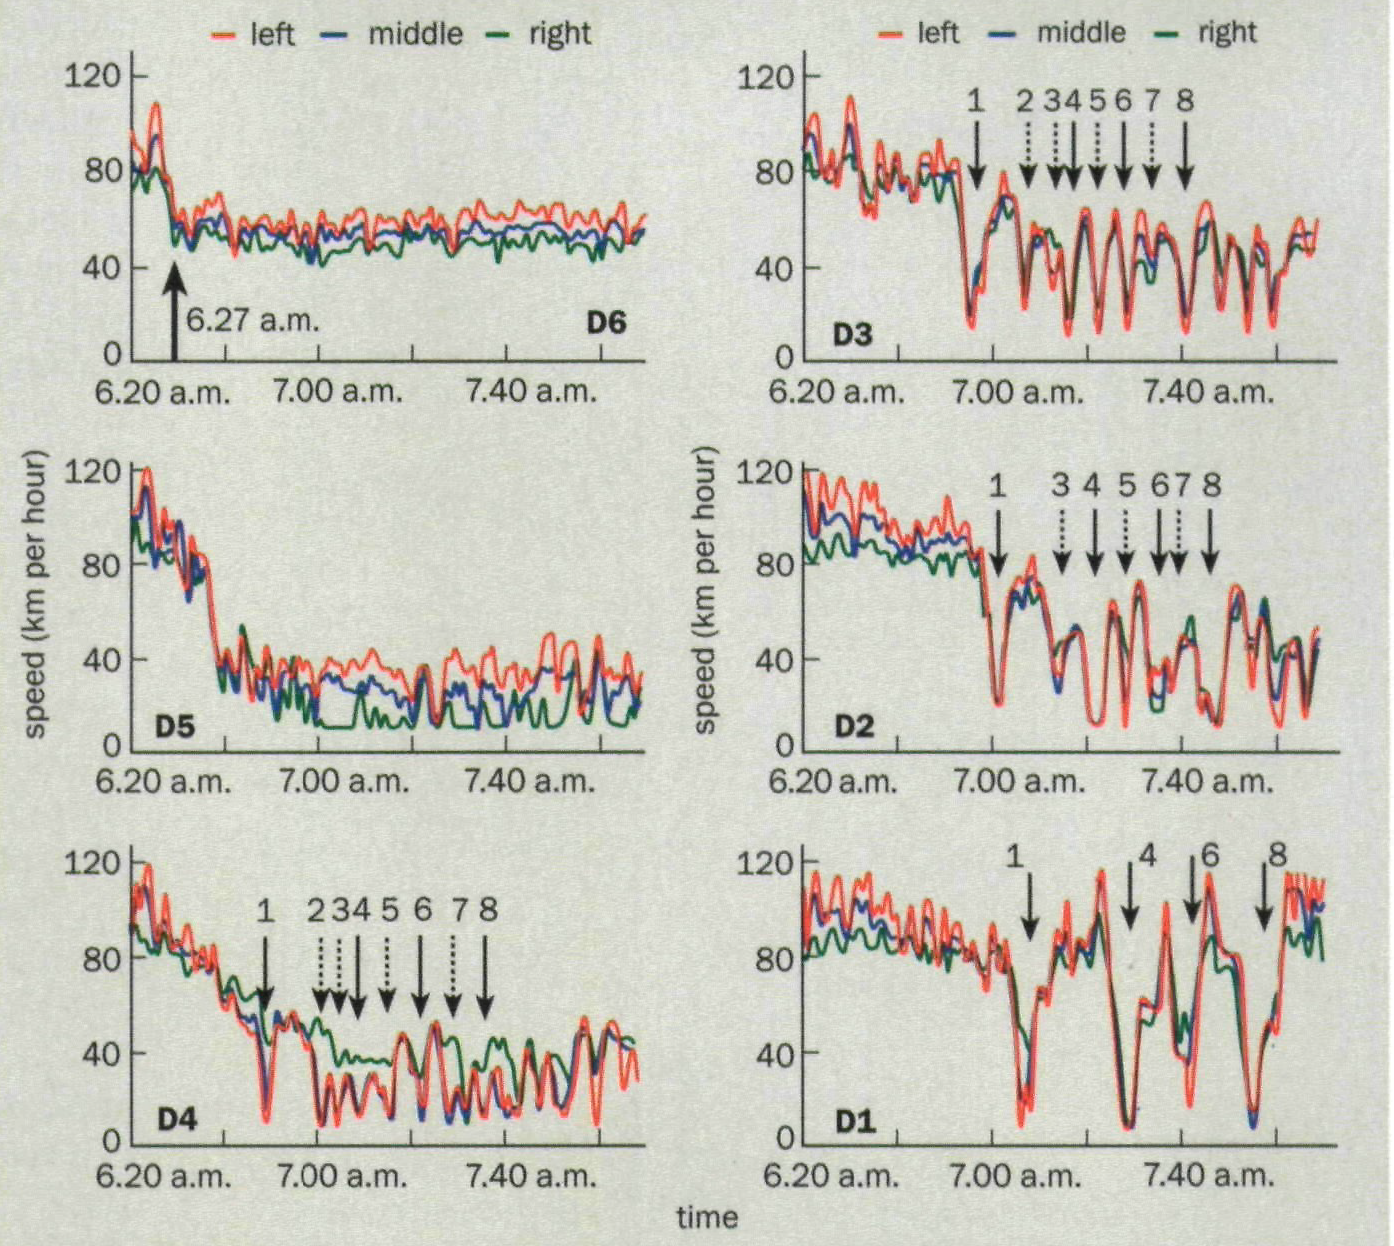 left middle right
120
80
40
0
6.27 a.m.
D6
6.20 a.m. 7.00 a.m. 7.40 a.m.
left middle right
120
80
40
0
1 2 3 4 5 6 7 8
D3
6.20 a.m. 7.00 a.m. 7.40 a.m.
speed (km per hour)
120
80
40
0
D5
6.20 a.m. 7.00 a.m. 7.40 a.m.
speed (km per hour)
120
80
40
0
1 3 4 5 6 7 8
D2
6.20 a.m. 7.00 a.m. 7.40 a.m.
120
80
40
0
1 2 3 4 5 6 7 8
D4
6.20 a.m. 7.00 a.m. 7.40 a.m.
120
80
40
0
1 4 6 8
D1
6.20 a.m. 7.00 a.m. 7.40 a.m.
time